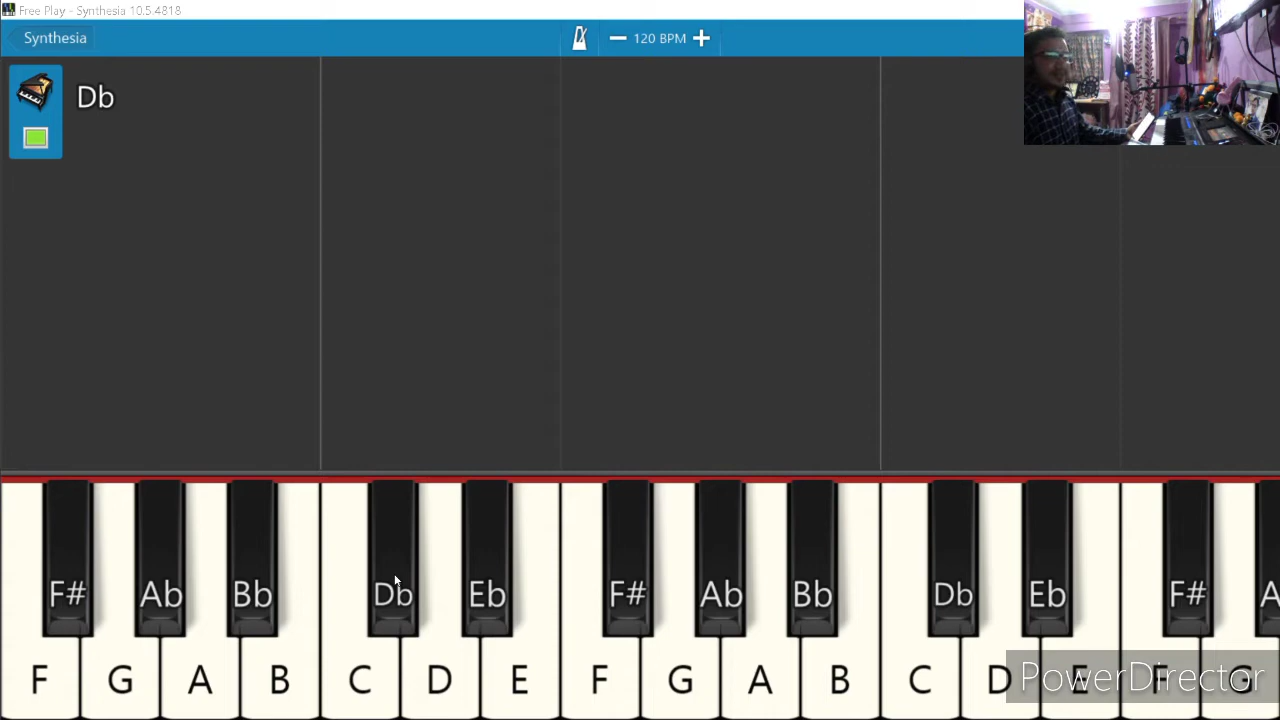 Free Play - Synthesia 10.5.4818
Synthesia
120 BPM
Db
F# Ab Bb Db Eb F# Ab Bb Db Eb F# A
F G A B C D E F G A B C D E F G
PowerDirector